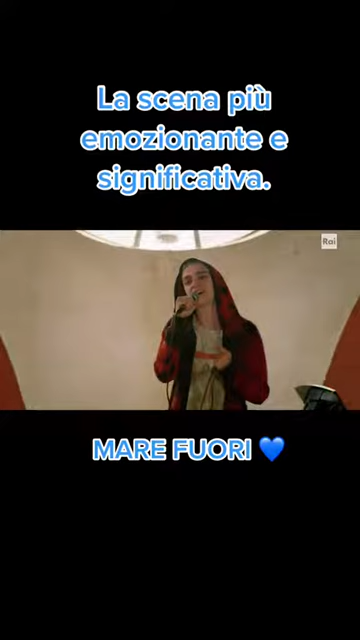 La scena più
emozionante e
significativa.
Rai
MARE FUORI 💙